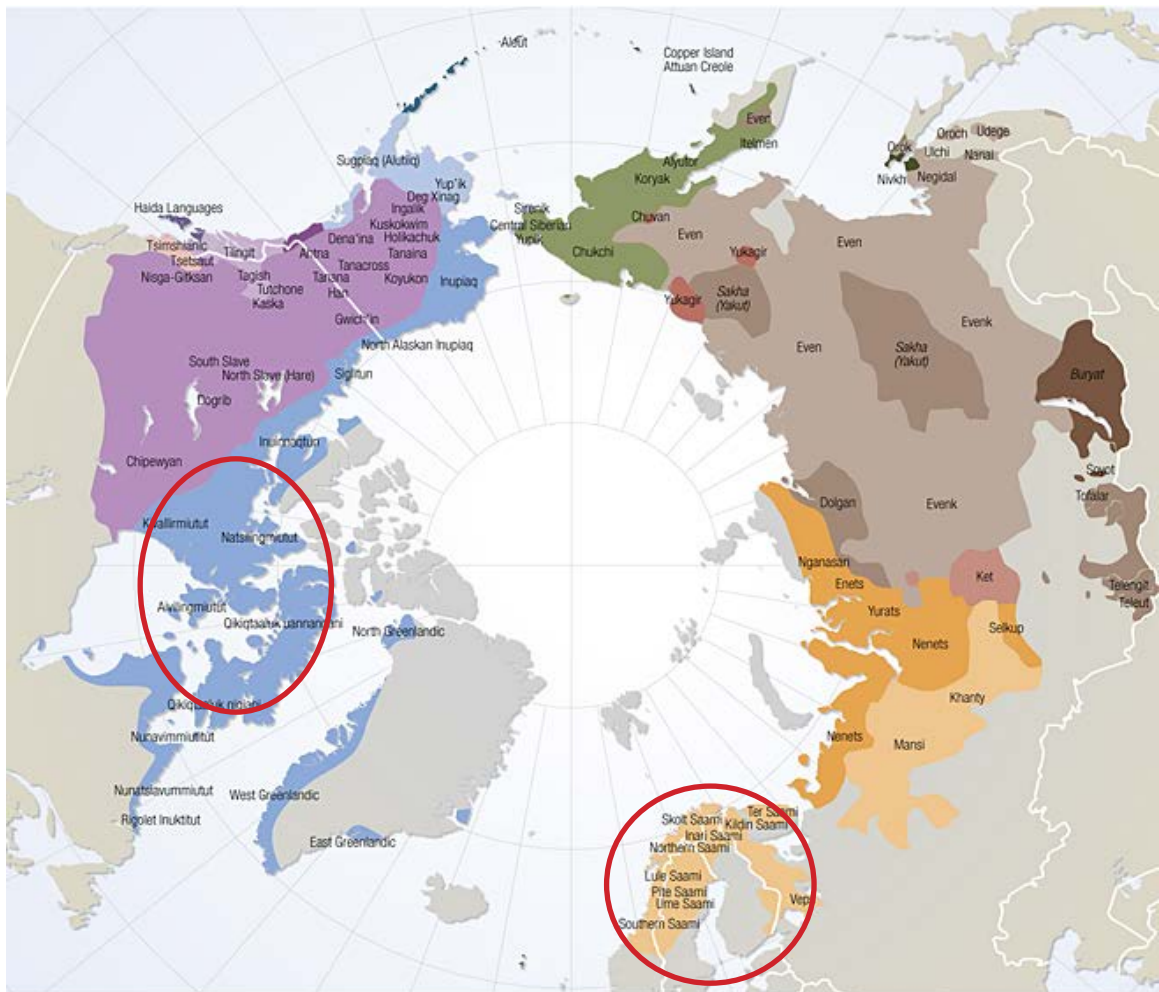 Aleut
Copper Island
Attuan Creole
Even
Itelmen
Alyutor
Koryak
Oroch
Udege
Orok
Ulchi
Nanai
Nivkh
Negidal
Sugpiaq (Alutiiq)
Yup'ik
Deg Xinag
Ingalik
Kuskokwim
Holikachuk
Haida Languages
Tsimshianic
Tsetsaut
Nisga-Gitksan
Tlingit
Dena'ina
Ahtna
Tanaina
Tanacross
Tagish
Tanana
Koyukon
Tutchone
Han
Kaska
Inupiaq
Gwich'in
Sirenik
Central Siberian
Yupik
Chuvan
Even
Chukchi
Yukagir
Even
Yukagir
Sakha
(Yakut)
Even
Sakha
(Yakut)
Evenk
Buryat
North Alaskan Inupiaq
South Slave
North Slave (Hare)
Siglitun
Dogrib
Inuinnaqtun
Chipewyan
Kivallirmiutut
Natsilingmiutut
Aivilingmiutut
Qikiqtaaluk uannangani
North Greenlandic
Qikiqtaaluk nigiani
Nunavimmiutitut
Nunatsiavummiutut
West Greenlandic
Rigolet Inuktitut
East Greenlandic
Soyot
Tofalar
Dolgan
Evenk
Nganasan
Enets
Ket
Telengit
Teleut
Yurats
Nenets
Selkup
Khanty
Nenets
Mansi
Ter Saami
Skolt Saami
Kildin Saami
Inari Saami
Northern Saami
Lule Saami
Pite Saami
Ume Saami
Veps
Southern Saami